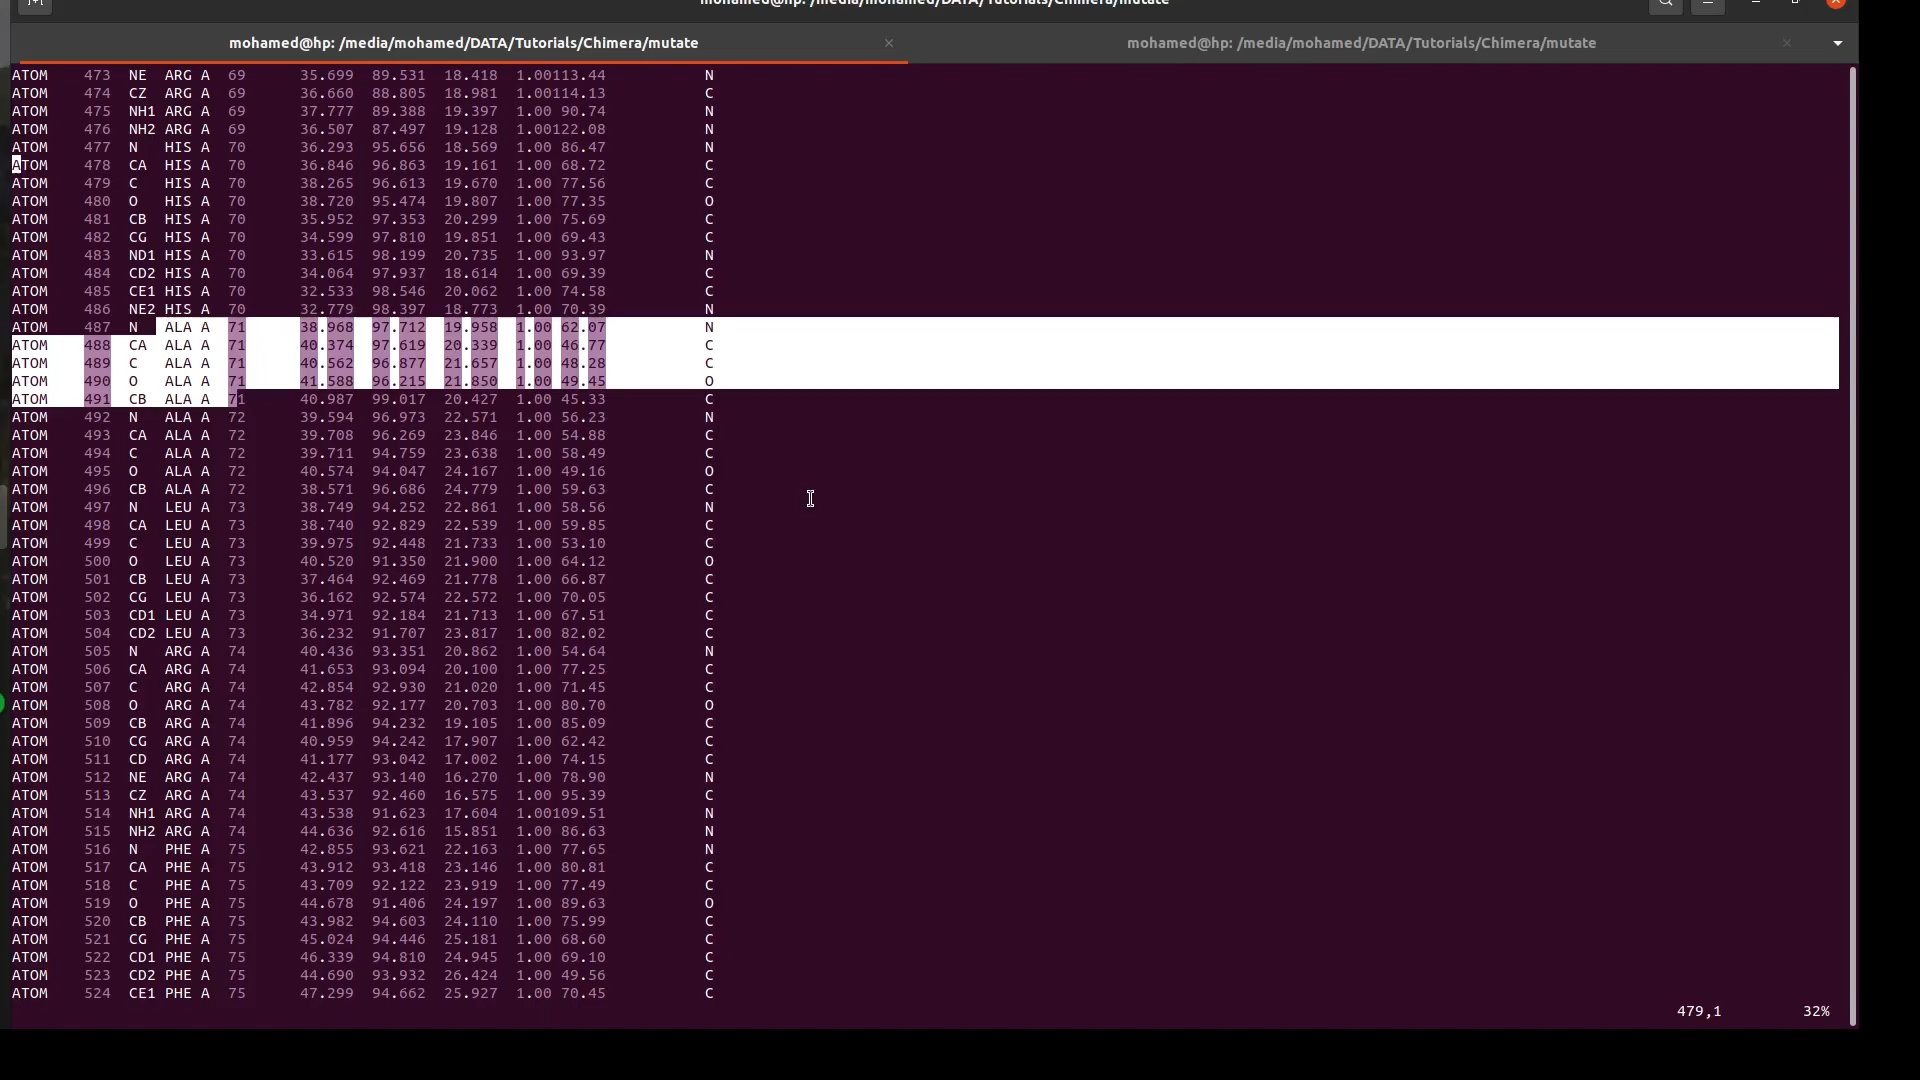 mohamed@hp: /media/mohamed/DATA/Tutorials/Chimera/mutate
mohamed@hp: /media/mohamed/DATA/Tutorials/Chimera/mutate × mohamed@hp: /media/mohamed/DATA/Tutorials/Chimera/mutate ×
ATOM 473 NE ARG A 69 35.699 89.531 18.418 1.00113.44 N
ATOM 474 CZ ARG A 69 36.660 88.805 18.981 1.00114.13 C
ATOM 475 NH1 ARG A 69 37.777 89.388 19.397 1.00 90.74 N
ATOM 476 NH2 ARG A 69 36.507 87.497 19.128 1.00122.08 N
ATOM 477 N HIS A 70 36.293 95.656 18.569 1.00 86.47 N
ATOM 478 CA HIS A 70 36.846 96.863 19.161 1.00 68.72 C
ATOM 479 C HIS A 70 38.265 96.613 19.670 1.00 77.56 C
ATOM 480 O HIS A 70 38.720 95.474 19.807 1.00 77.35 O
ATOM 481 CB HIS A 70 35.952 97.353 20.299 1.00 75.69 C
ATOM 482 CG HIS A 70 34.599 97.810 19.851 1.00 69.43 C
ATOM 483 ND1 HIS A 70 33.615 98.199 20.735 1.00 93.97 N
ATOM 484 CD2 HIS A 70 34.064 97.937 18.614 1.00 69.39 C
ATOM 485 CE1 HIS A 70 32.533 98.546 20.062 1.00 74.58 C
ATOM 486 NE2 HIS A 70 32.779 98.397 18.773 1.00 70.39 N
ATOM 487 N ALA A 71 38.968 97.712 19.958 1.00 62.07 N
ATOM 488 CA ALA A 71 40.374 97.619 20.339 1.00 46.77 C
ATOM 489 C ALA A 71 40.562 96.877 21.657 1.00 48.28 C
ATOM 490 O ALA A 71 41.588 96.215 21.850 1.00 49.45 O
ATOM 491 CB ALA A 71 40.987 99.017 20.427 1.00 45.33 C
ATOM 492 N ALA A 72 39.594 96.973 22.571 1.00 56.23 N
ATOM 493 CA ALA A 72 39.708 96.269 23.846 1.00 54.88 C
ATOM 494 C ALA A 72 39.711 94.759 23.638 1.00 58.49 C
ATOM 495 O ALA A 72 40.574 94.047 24.167 1.00 49.16 O
ATOM 496 CB ALA A 72 38.571 96.686 24.779 1.00 59.63 C
ATOM 497 N LEU A 73 38.749 94.252 22.861 1.00 58.56 N
ATOM 498 CA LEU A 73 38.740 92.829 22.539 1.00 59.85 C
ATOM 499 C LEU A 73 39.975 92.448 21.733 1.00 53.10 C
ATOM 500 O LEU A 73 40.520 91.350 21.900 1.00 64.12 O
ATOM 501 CB LEU A 73 37.464 92.469 21.778 1.00 66.87 C
ATOM 502 CG LEU A 73 36.162 92.574 22.572 1.00 70.05 C
ATOM 503 CD1 LEU A 73 34.971 92.184 21.713 1.00 67.51 C
ATOM 504 CD2 LEU A 73 36.232 91.707 23.817 1.00 82.02 C
ATOM 505 N ARG A 74 40.436 93.351 20.862 1.00 54.64 N
ATOM 506 CA ARG A 74 41.653 93.094 20.100 1.00 77.25 C
ATOM 507 C ARG A 74 42.854 92.930 21.020 1.00 71.45 C
ATOM 508 O ARG A 74 43.782 92.177 20.703 1.00 80.70 O
ATOM 509 CB ARG A 74 41.896 94.232 19.105 1.00 85.09 C
ATOM 510 CG ARG A 74 40.959 94.242 17.907 1.00 62.42 C
ATOM 511 CD ARG A 74 41.177 93.042 17.002 1.00 74.15 C
ATOM 512 NE ARG A 74 42.437 93.140 16.270 1.00 78.90 N
ATOM 513 CZ ARG A 74 43.537 92.460 16.575 1.00 95.39 C
ATOM 514 NH1 ARG A 74 43.538 91.623 17.604 1.00109.51 N
ATOM 515 NH2 ARG A 74 44.636 92.616 15.851 1.00 86.63 N
ATOM 516 N PHE A 75 42.855 93.621 22.163 1.00 77.65 N
ATOM 517 CA PHE A 75 43.912 93.418 23.146 1.00 80.81 C
ATOM 518 C PHE A 75 43.709 92.122 23.919 1.00 77.49 C
ATOM 519 O PHE A 75 44.678 91.406 24.197 1.00 89.63 O
ATOM 520 CB PHE A 75 43.982 94.603 24.110 1.00 75.99 C
ATOM 521 CG PHE A 75 45.024 94.446 25.181 1.00 68.60 C
ATOM 522 CD1 PHE A 75 46.339 94.810 24.945 1.00 69.10 C
ATOM 523 CD2 PHE A 75 44.690 93.932 26.424 1.00 49.56 C
ATOM 524 CE1 PHE A 75 47.299 94.662 25.927 1.00 70.45 C
479,1 32%